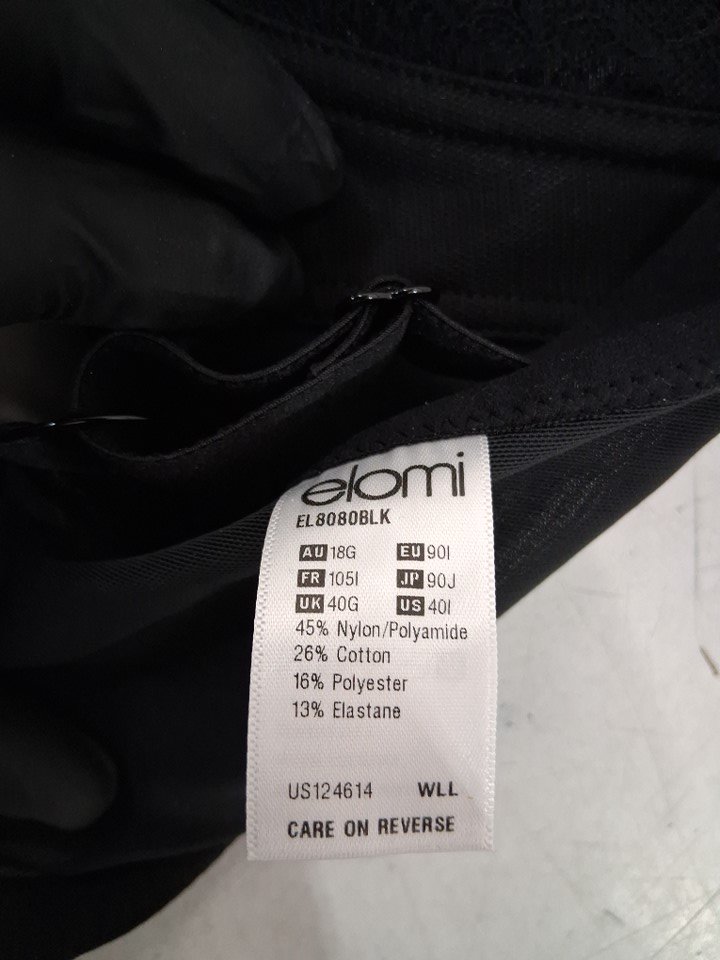 elomi
EL8080BLK
AU 18G EU 90I
FR 105I JP 90J
UK 40G US 40I
45% Nylon/Polyamide
26% Cotton
16% Polyester
13% Elastane
US124614 WLL
CARE ON REVERSE